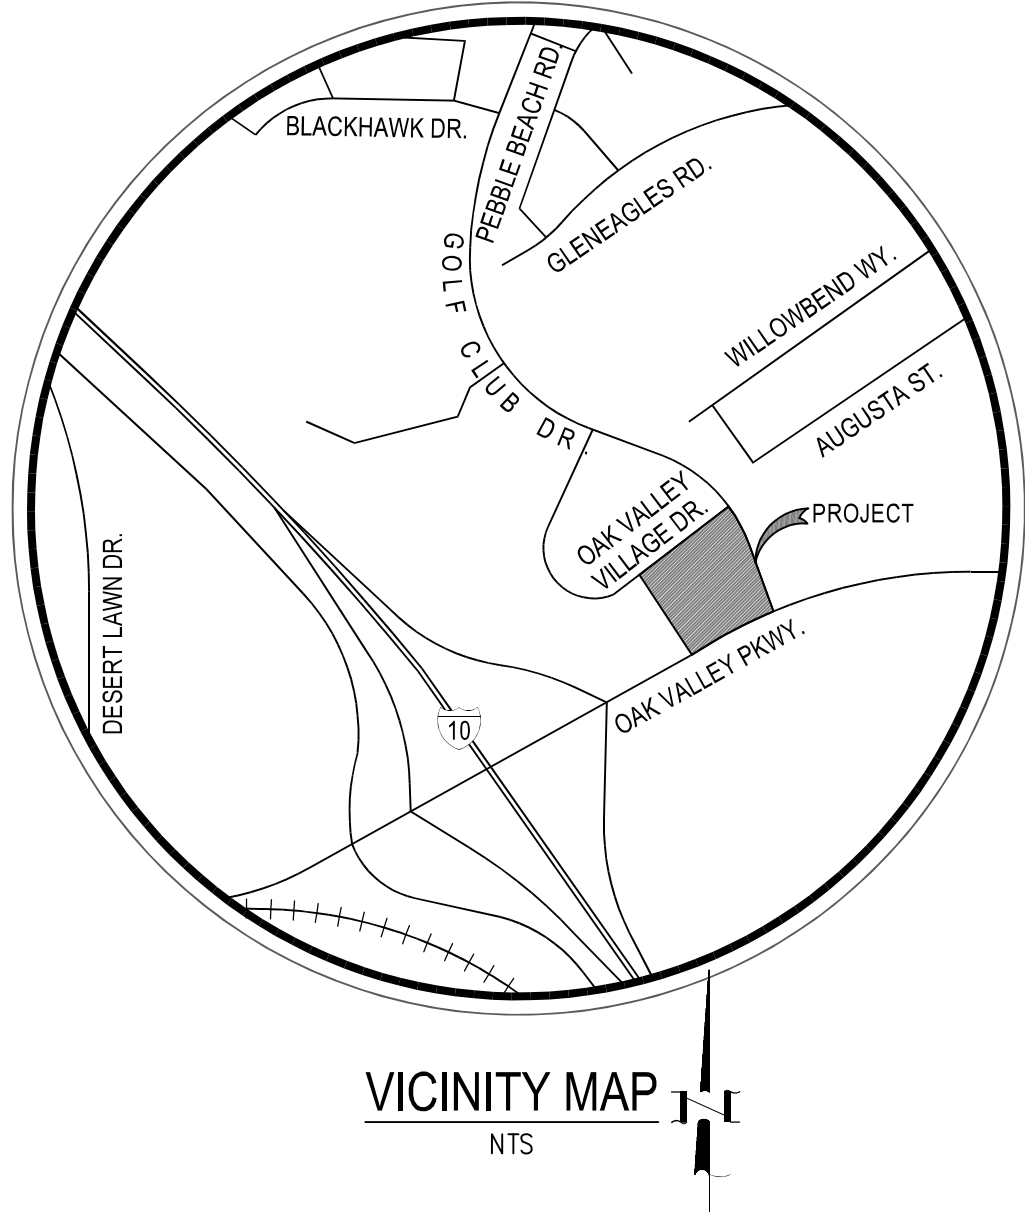 BLACKHAWK DR.
PEBBLE BEACH RD.
GLENEAGLES RD.
GOLF CLUB DR.
WILLOWBEND WY.
AUGUSTA ST.
OAK VALLEY
VILLAGE DR.
PROJECT
DESERT LAWN DR.
OAK VALLEY PKWY.
10
VICINITY MAP
NTS
N